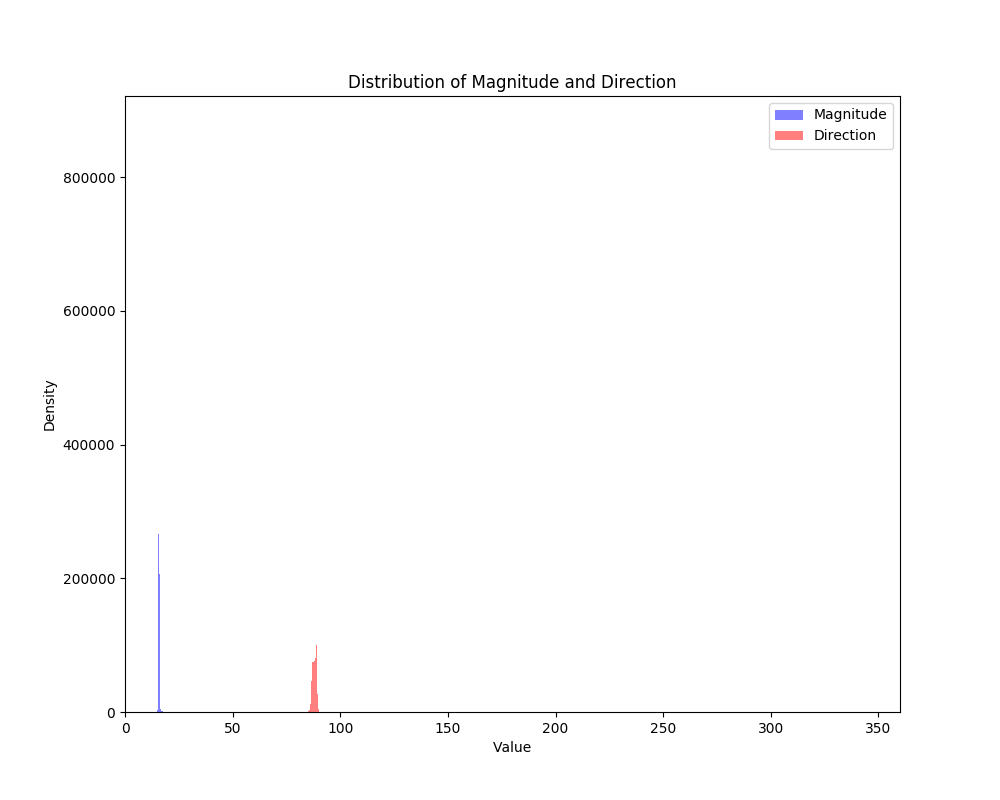 Distribution of Magnitude and Direction
Magnitude
Direction
800000
600000
400000
200000
0
Density
0 50 100 150 200 250 300 350
Value